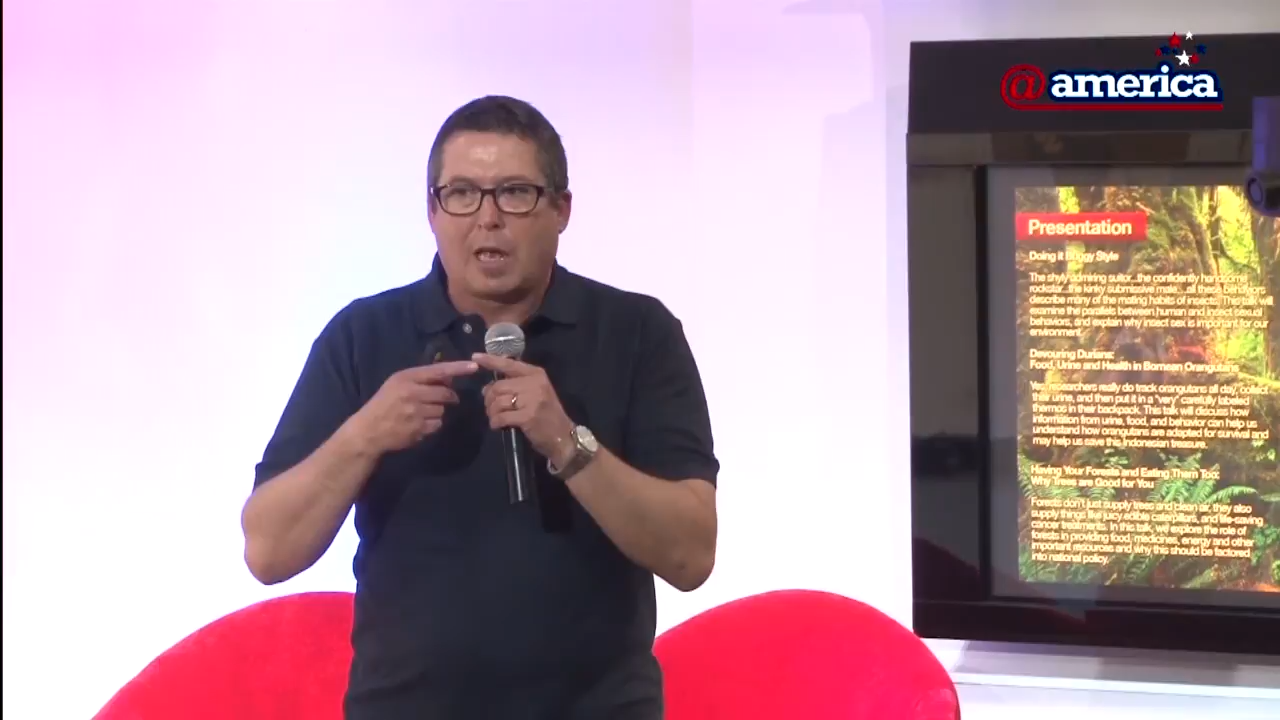 @america
Presentation
Doing it Buggy Style
The shyly admiring suitor...the confidently handsome
rockstar...the kinky submissive male.....all these behaviors
describe many of the mating habits of insects. This talk will
examine the parallels between human and insect sexual
behaviors, and explain why insect sex is important for our
environment.
Devouring Durians:
Food, Urine and Health in Bornean Orangutans
Yes, researchers really do track orangutans all day, collect
their urine, and then put it in a "very" carefully labeled
thermos in their backpack. This talk will discuss how
information from urine, food, and behavior can help us
understand how orangutans are adapted for survival and
may help us save this Indonesian treasure.
Having Your Forests and Eating Them Too:
Why Trees are Good for You
Forests don't just supply trees and clean air, they also
supply things like juicy edible caterpillars, and life-saving
cancer treatments. In this talk, we explore the role of
forests in providing food, medicines, energy and other
important resources and why this should be factored
into national policy.